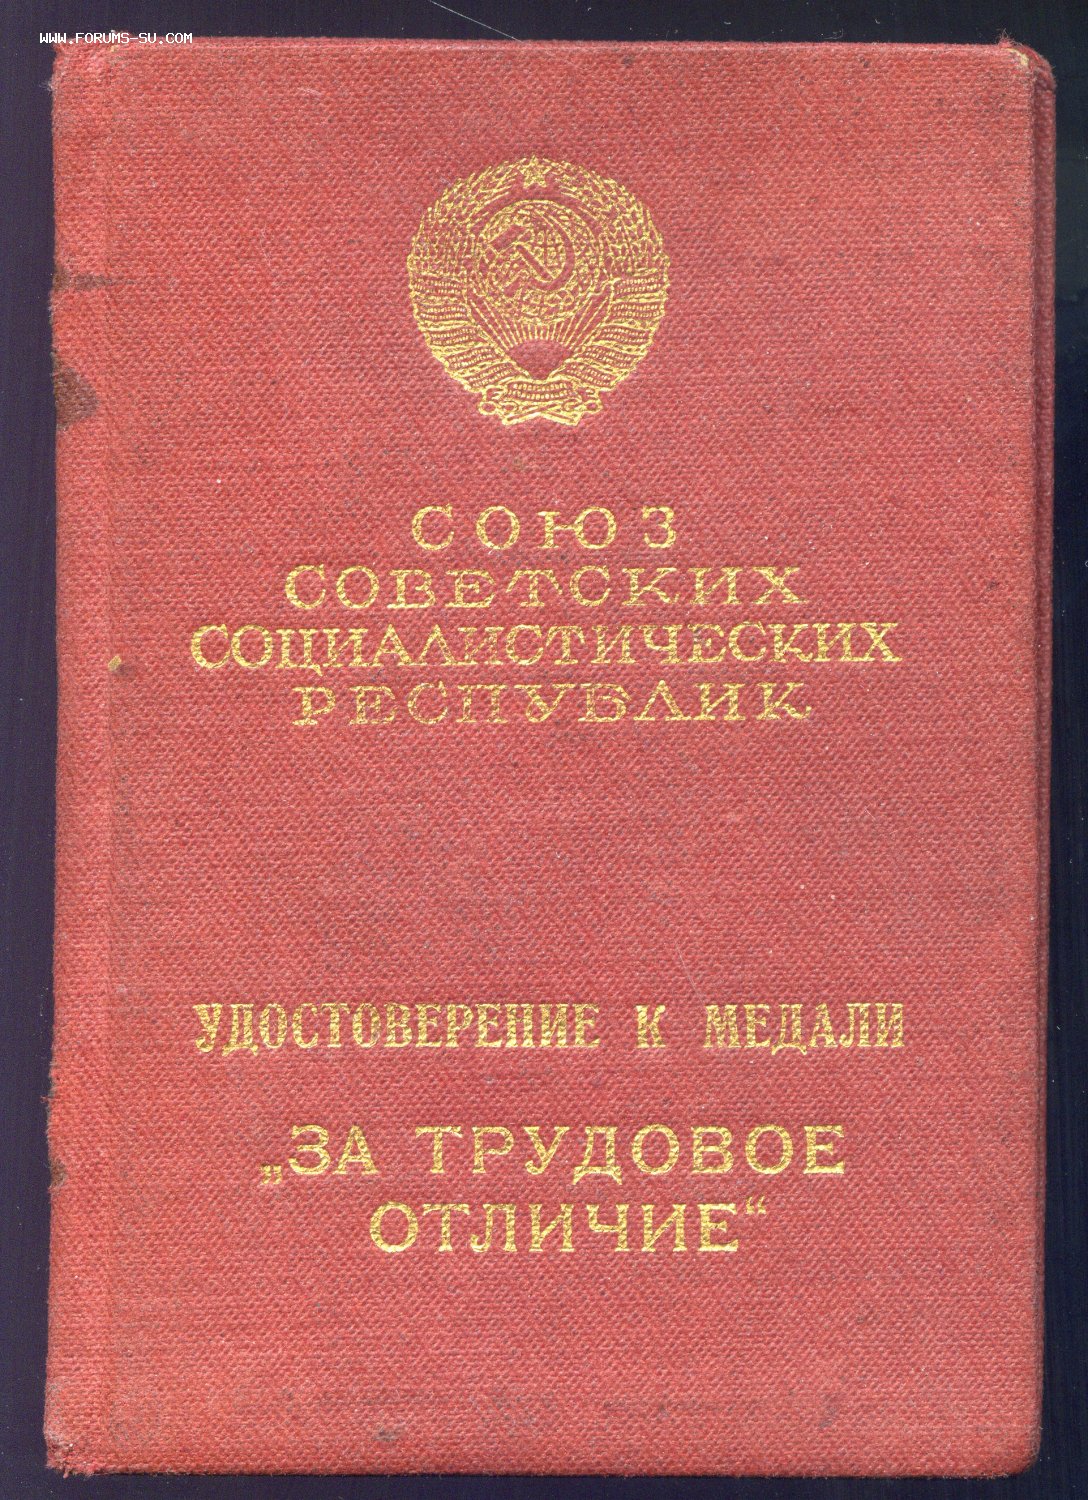 WWW.FORUMS-SU.COM
СОЮЗ
СОВЕТСКИХ
СОЦИАЛИСТИЧЕСКИХ
РЕСПУБЛИК
УДОСТОВЕРЕНИЕ К МЕДАЛИ
„ЗА ТРУДОВОЕ
ОТЛИЧИЕ“